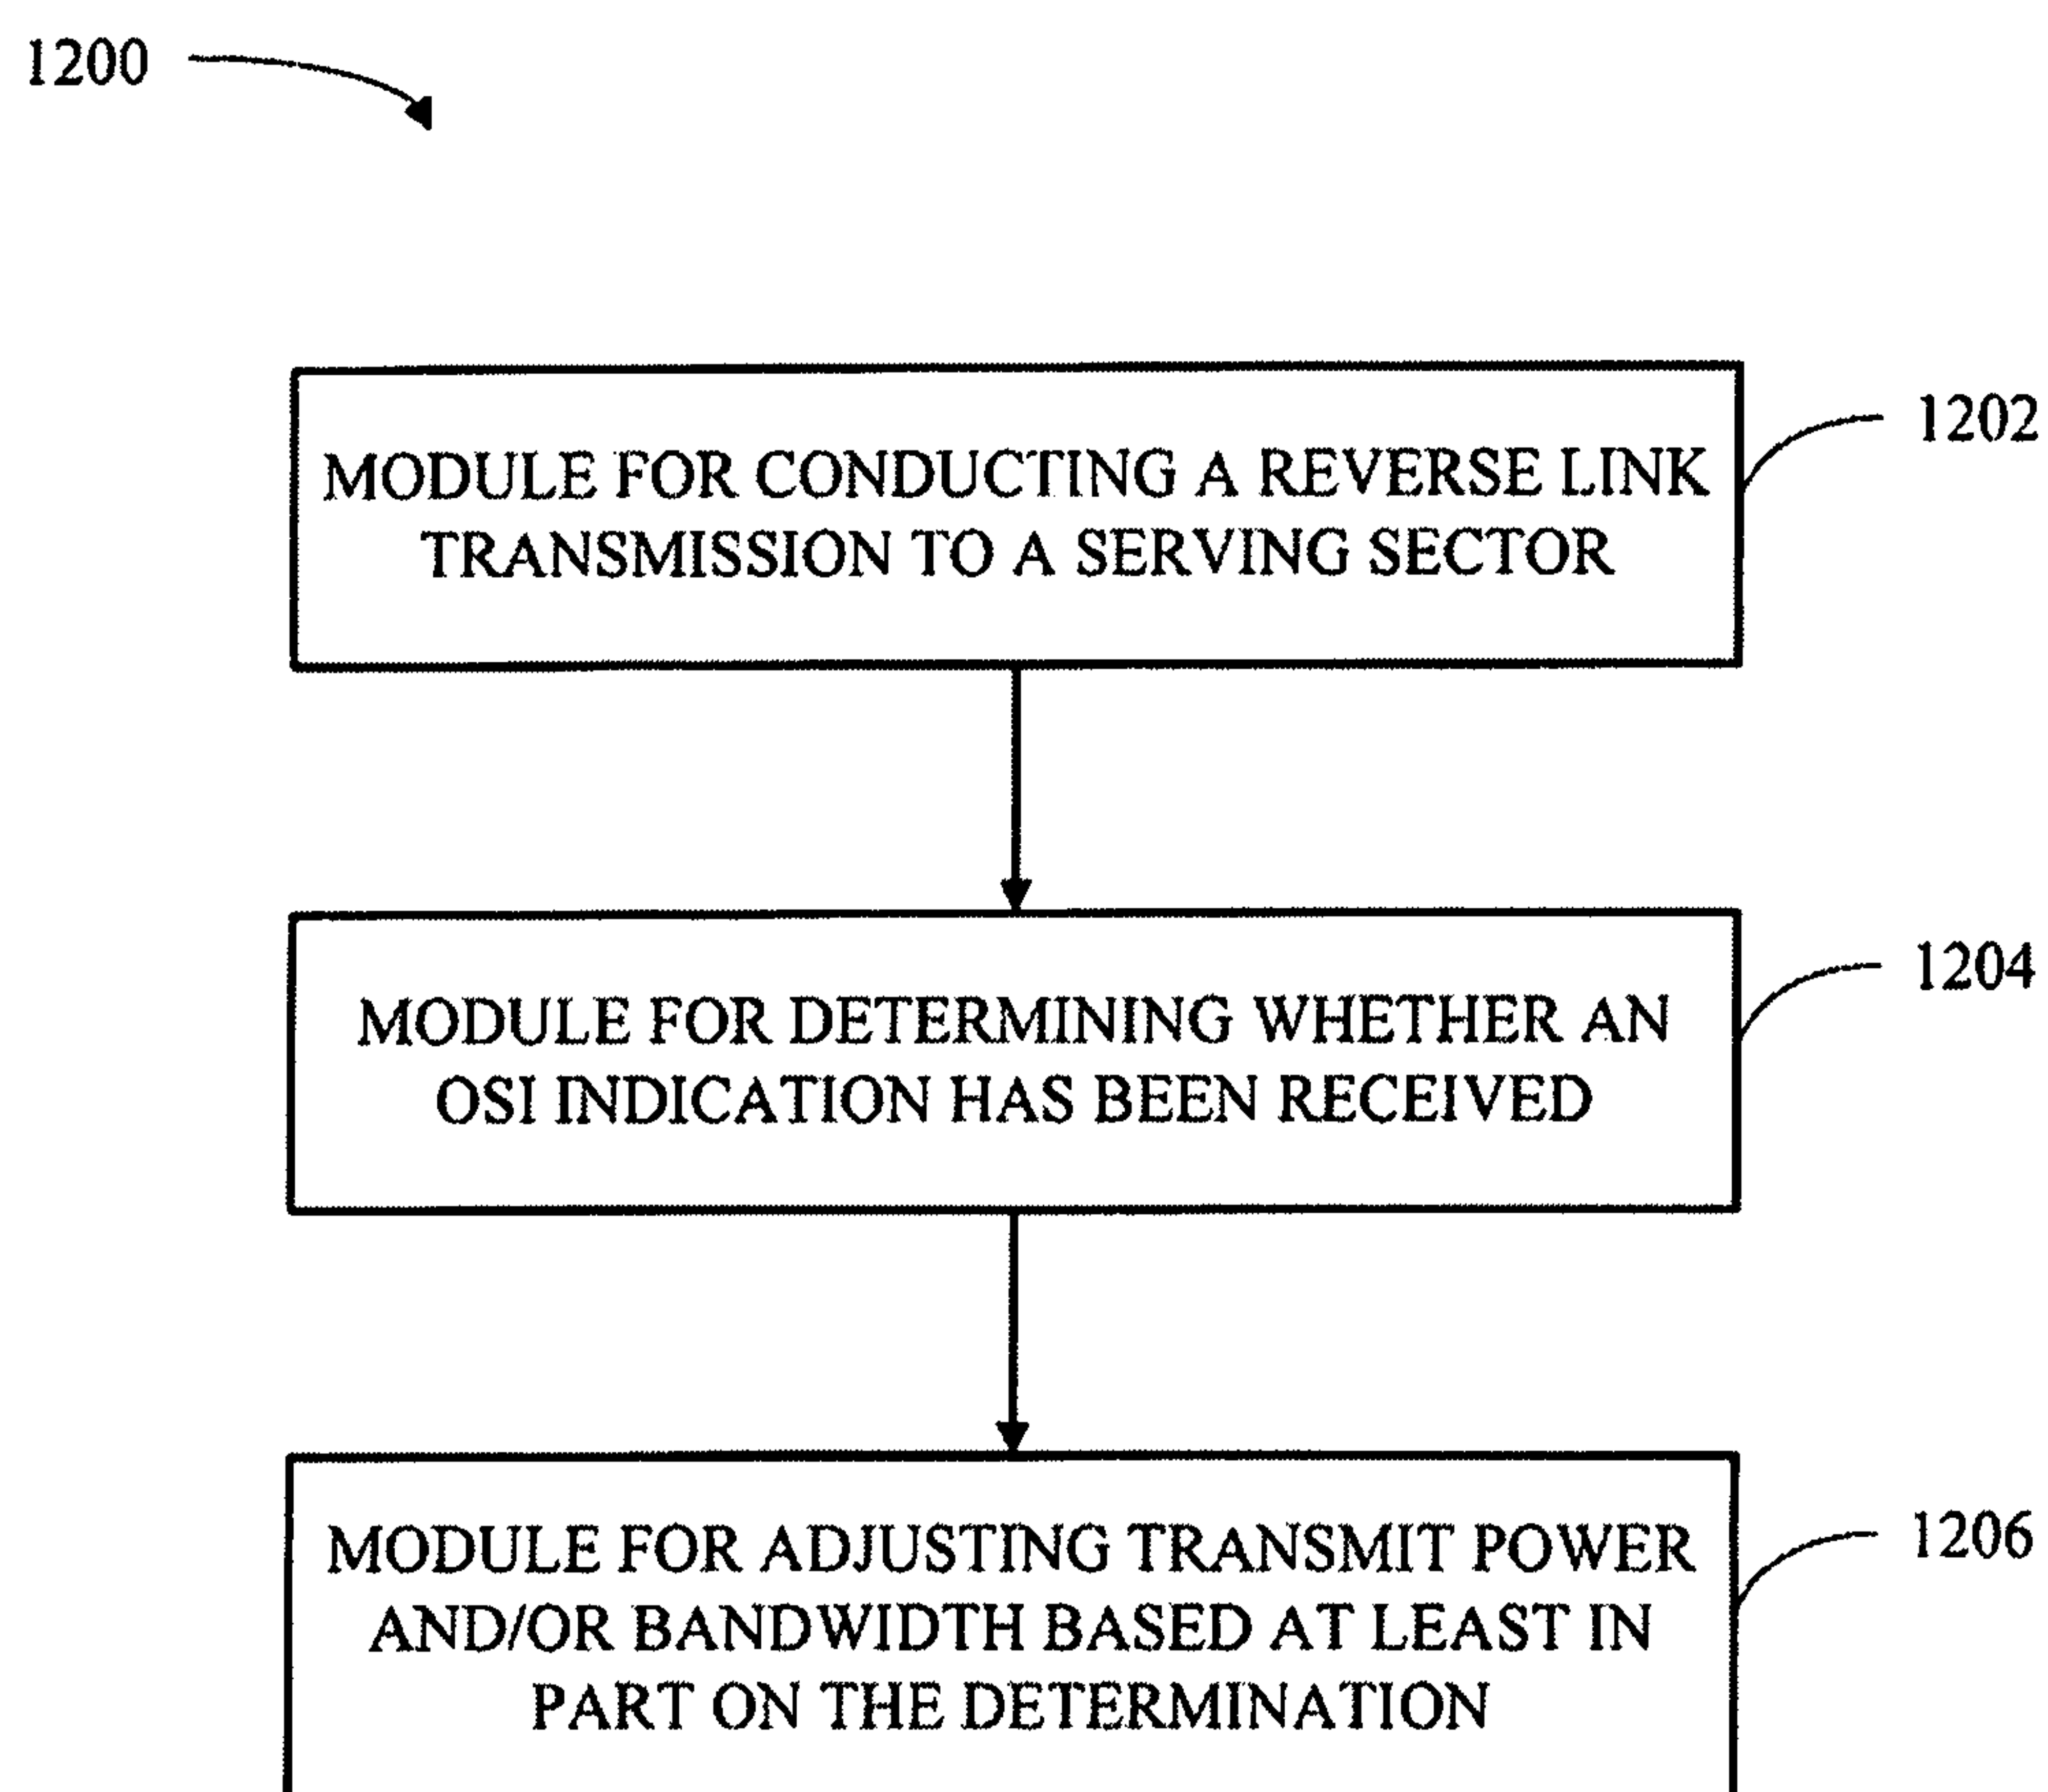 1200
MODULE FOR CONDUCTING A REVERSE LINK
TRANSMISSION TO A SERVING SECTOR
1202
MODULE FOR DETERMINING WHETHER AN
OSI INDICATION HAS BEEN RECEIVED
1204
MODULE FOR ADJUSTING TRANSMIT POWER
AND/OR BANDWIDTH BASED AT LEAST IN
PART ON THE DETERMINATION
1206